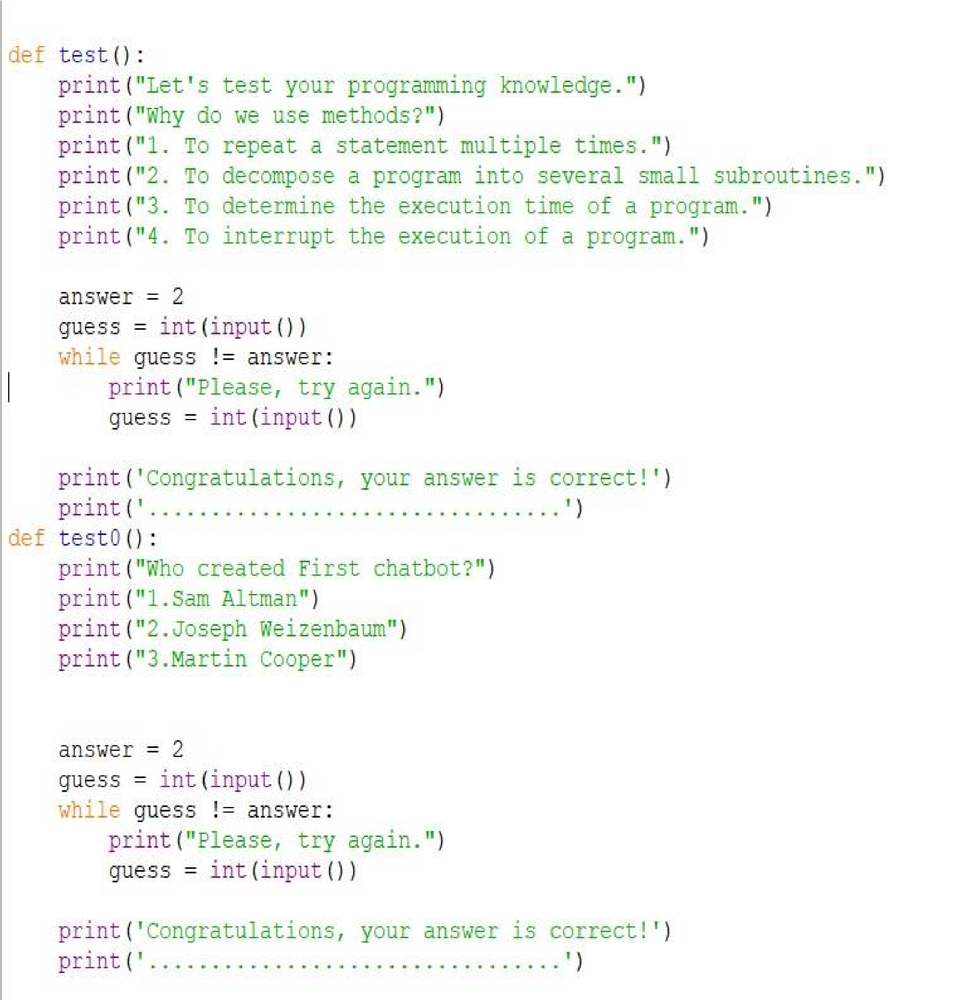 def test():
    print("Let's test your programming knowledge.")
    print("Why do we use methods?")
    print("1. To repeat a statement multiple times.")
    print("2. To decompose a program into several small subroutines.")
    print("3. To determine the execution time of a program.")
    print("4. To interrupt the execution of a program.")

    answer = 2
    guess = int(input())
    while guess != answer:
        print("Please, try again.")
        guess = int(input())

    print('Congratulations, your answer is correct!')
    print('.................................')
def test0():
    print("Who created First chatbot?")
    print("1.Sam Altman")
    print("2.Joseph Weizenbaum")
    print("3.Martin Cooper")


    answer = 2
    guess = int(input())
    while guess != answer:
        print("Please, try again.")
        guess = int(input())

    print('Congratulations, your answer is correct!')
    print('.................................')